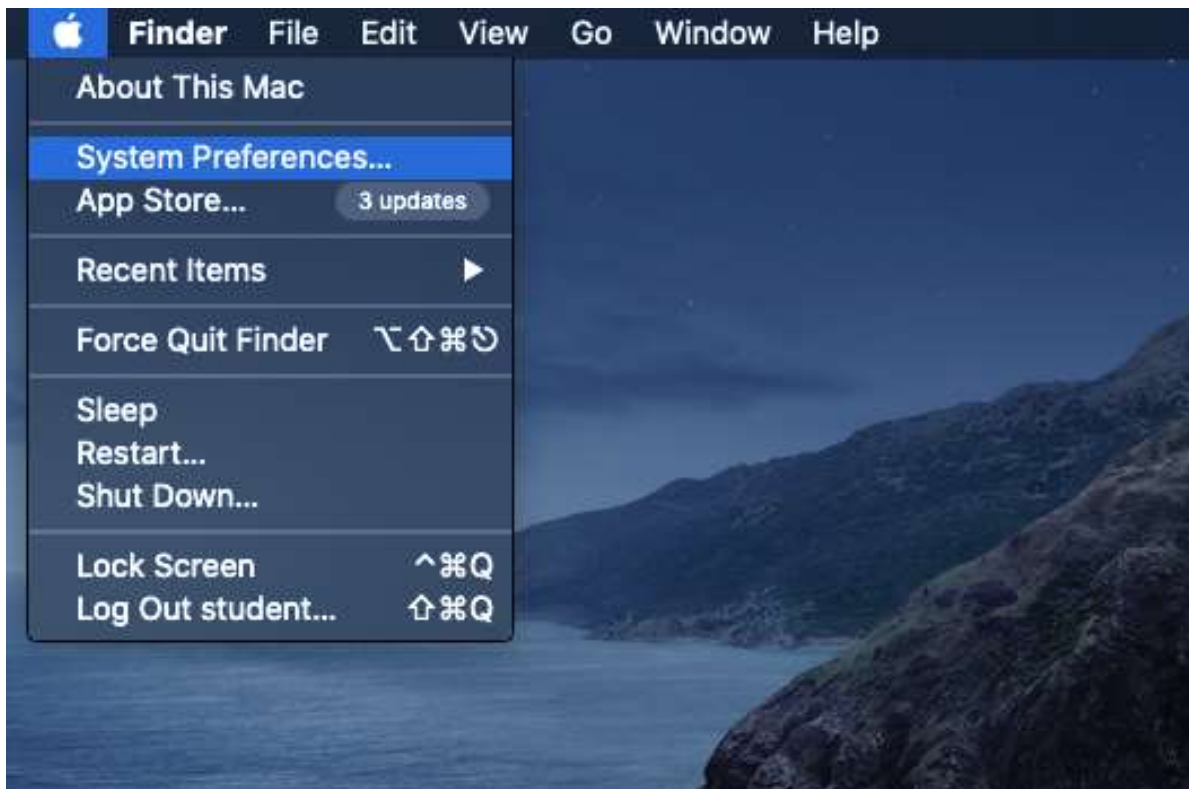 Finder File Edit View Go Window Help
About This Mac
System Preferences...
App Store... 3 updates
Recent Items ▶
Force Quit Finder ⌥⇧⌘⎋
Sleep
Restart...
Shut Down...
Lock Screen ^⌘Q
Log Out student... ⇧⌘Q